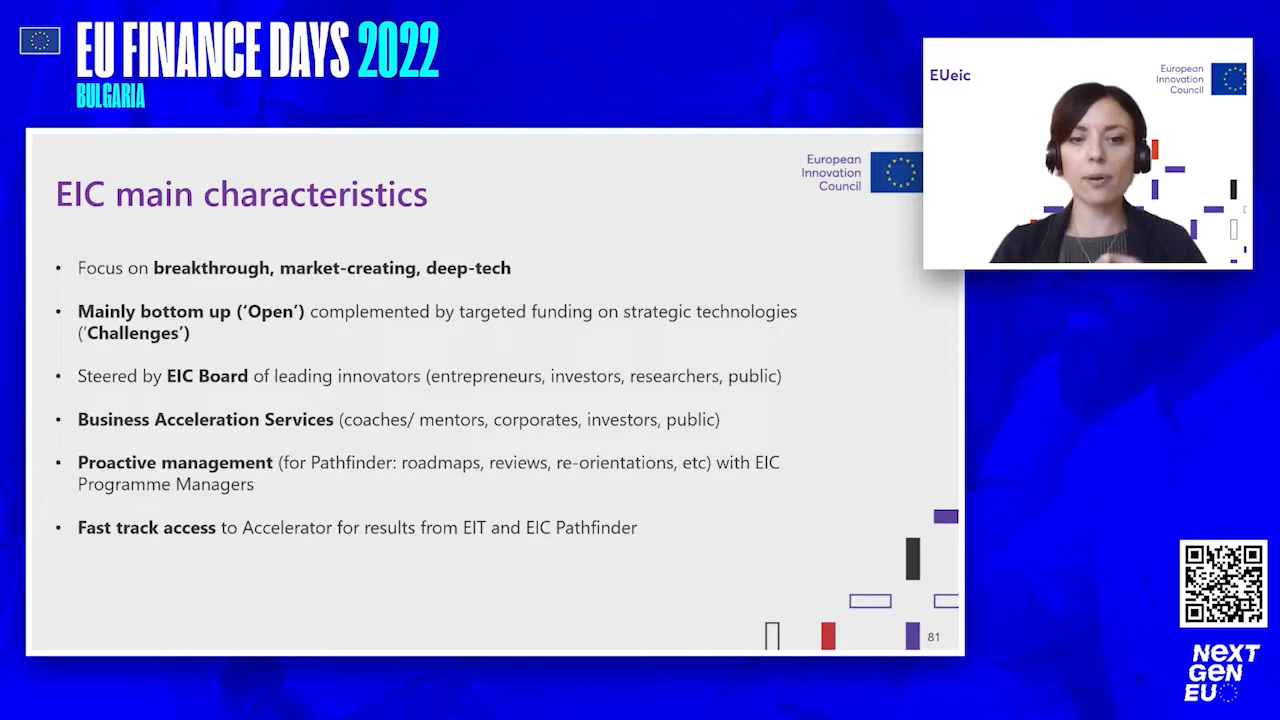 EU FINANCE DAYS 2022
BULGARIA
EUeic
European
Innovation
Council
European
Innovation
Council
EIC main characteristics
• Focus on breakthrough, market-creating, deep-tech
• Mainly bottom up (‘Open’) complemented by targeted funding on strategic technologies
(‘Challenges’)
• Steered by EIC Board of leading innovators (entrepreneurs, investors, researchers, public)
• Business Acceleration Services (coaches/ mentors, corporates, investors, public)
• Proactive management (for Pathfinder: roadmaps, reviews, re-orientations, etc) with EIC
Programme Managers
• Fast track access to Accelerator for results from EIT and EIC Pathfinder
81
NEXT
GEN
EU